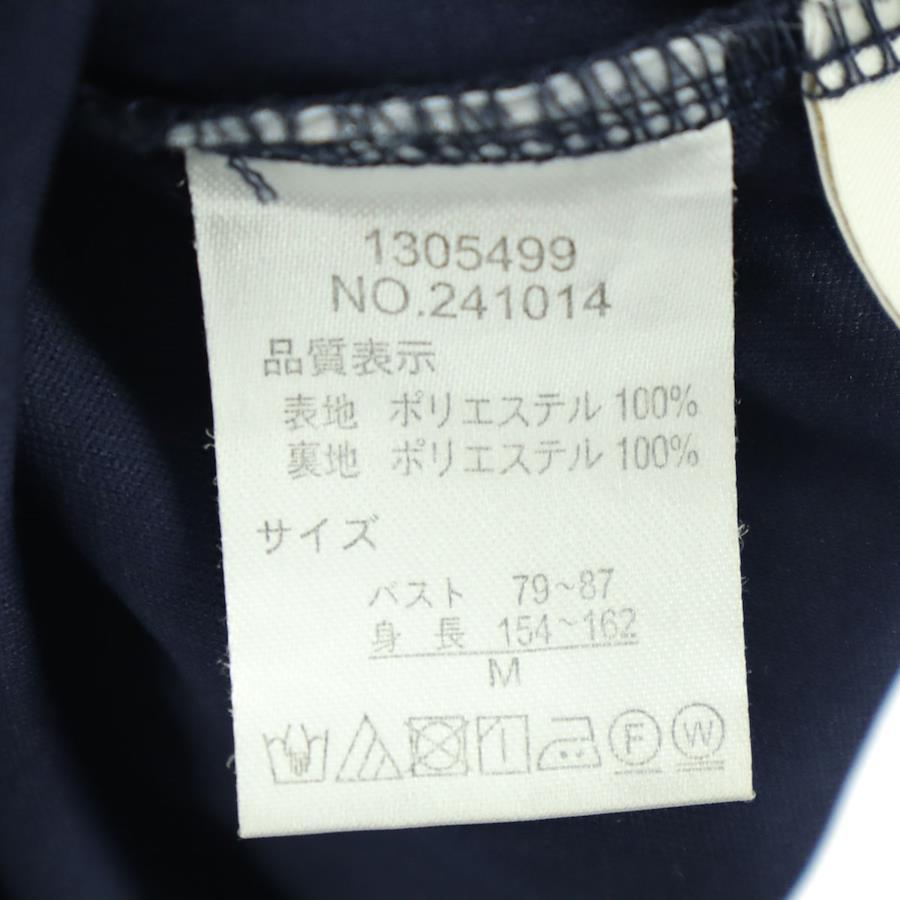 1305499
NO.241014
品質表示
表地 ポリエステル 100%
裏地 ポリエステル 100%
サイズ
バスト 79~87
身 長 154~162
M
F W